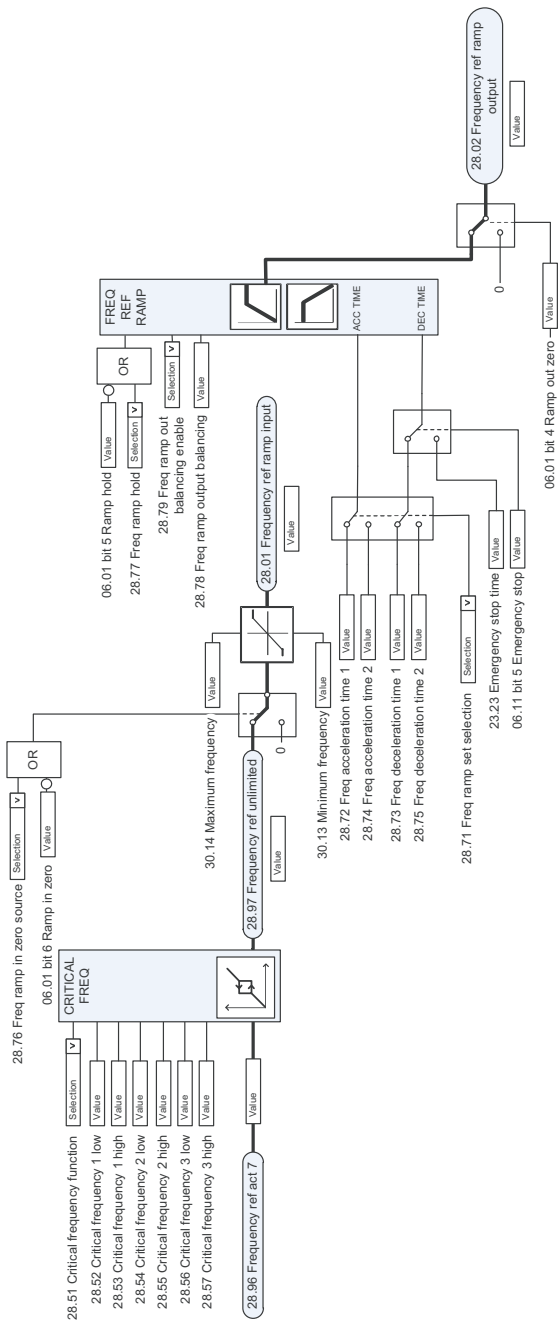 28.76 Freq ramp in zero source Selection v
06.01 bit 6 Ramp in zero Value
OR
28.51 Critical frequency function Selection v
28.52 Critical frequency 1 low Value
28.53 Critical frequency 1 high Value
28.54 Critical frequency 2 low Value
28.55 Critical frequency 2 high Value
28.56 Critical frequency 3 low Value
28.57 Critical frequency 3 high Value
CRITICAL
FREQ
28.96 Frequency ref act 7
Value
28.97 Frequency ref unlimited
Value
0
30.14 Maximum frequency Value
30.13 Minimum frequency Value
28.01 Frequency ref ramp input
Value
06.01 bit 5 Ramp hold Value
28.77 Freq ramp hold Selection v
OR
28.79 Freq ramp out
balancing enable Selection v
28.78 Freq ramp output balancing Value
FREQ
REF
RAMP
ACC TIME
DEC TIME
28.72 Freq acceleration time 1 Value
28.74 Freq acceleration time 2 Value
28.73 Freq deceleration time 1 Value
28.75 Freq deceleration time 2 Value
28.71 Freq ramp set selection Selection v
23.23 Emergency stop time Value
06.11 bit 5 Emergency stop Value
0
06.01 bit 4 Ramp out zero Value
28.02 Frequency ref ramp
output
Value